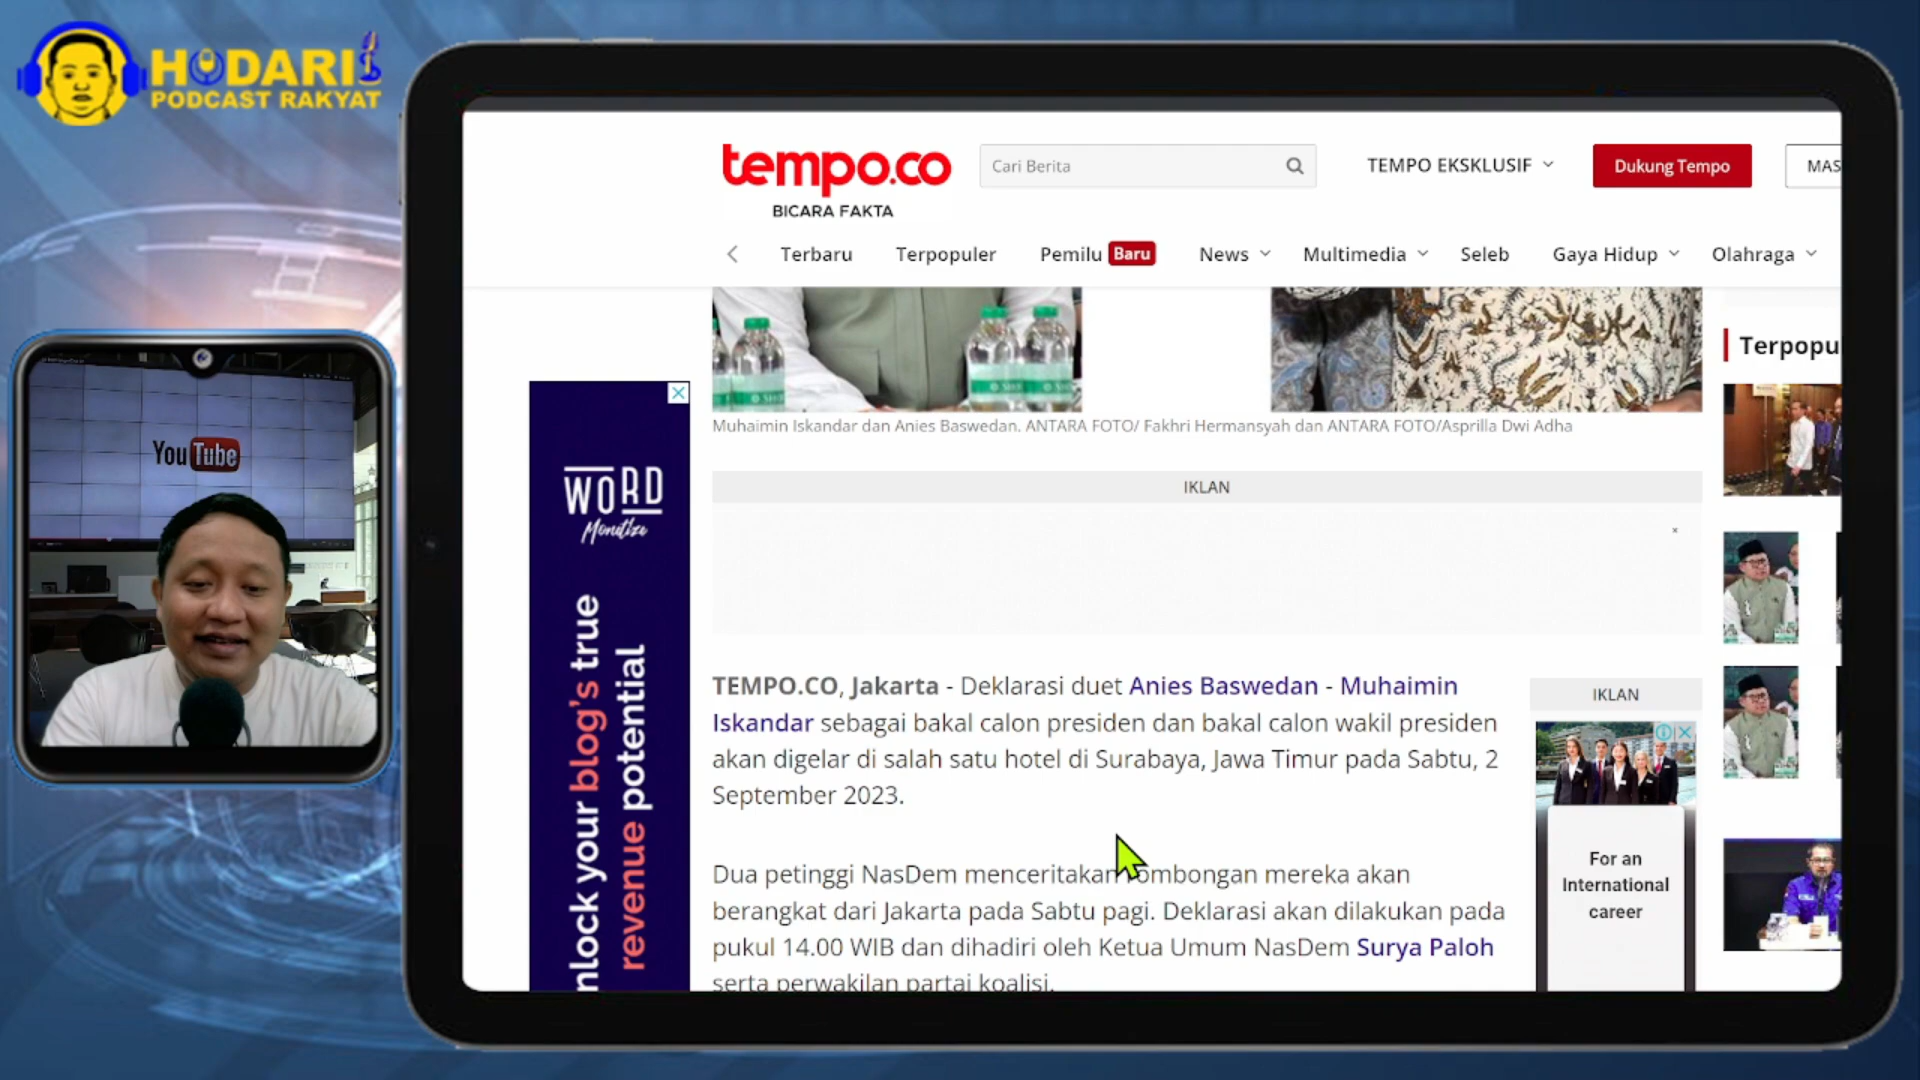 HODARI
PODCAST RAKYAT
YouTube
tempo.co
BICARA FAKTA
Cari Berita
TEMPO EKSKLUSIF
Dukung Tempo
MAS
Terbaru
Terpopuler
Pemilu Baru
News
Multimedia
Seleb
Gaya Hidup
Olahraga
Muhaimin Iskandar dan Anies Baswedan. ANTARA FOTO/ Fakhri Hermansyah dan ANTARA FOTO/Asprilla Dwi Adha
Terpopu
IKLAN
WORD
Monetize
nlock your blog's true
revenue potential
TEMPO.CO, Jakarta - Deklarasi duet Anies Baswedan - Muhaimin
Iskandar sebagai bakal calon presiden dan bakal calon wakil presiden
akan digelar di salah satu hotel di Surabaya, Jawa Timur pada Sabtu, 2
September 2023.
Dua petinggi NasDem menceritakan rombongan mereka akan
berangkat dari Jakarta pada Sabtu pagi. Deklarasi akan dilakukan pada
pukul 14.00 WIB dan dihadiri oleh Ketua Umum NasDem Surya Paloh
serta perwakilan partai koalisi.
IKLAN
For an
International
career